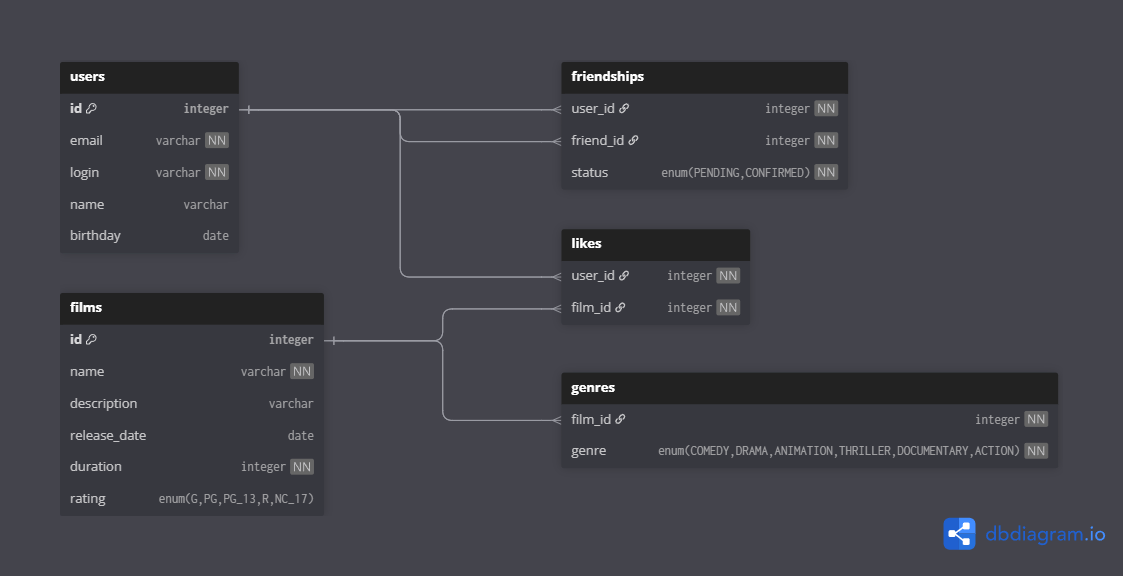 users
id integer
email varchar NN
login varchar NN
name varchar
birthday date
friendships
user_id integer NN
friend_id integer NN
status enum(PENDING,CONFIRMED) NN
likes
user_id integer NN
film_id integer NN
films
id integer
name varchar NN
description varchar
release_date date
duration integer NN
rating enum(G,PG,PG_13,R,NC_17)
genres
film_id integer NN
genre enum(COMEDY,DRAMA,ANIMATION,THRILLER,DOCUMENTARY,ACTION) NN
dbdiagram.io